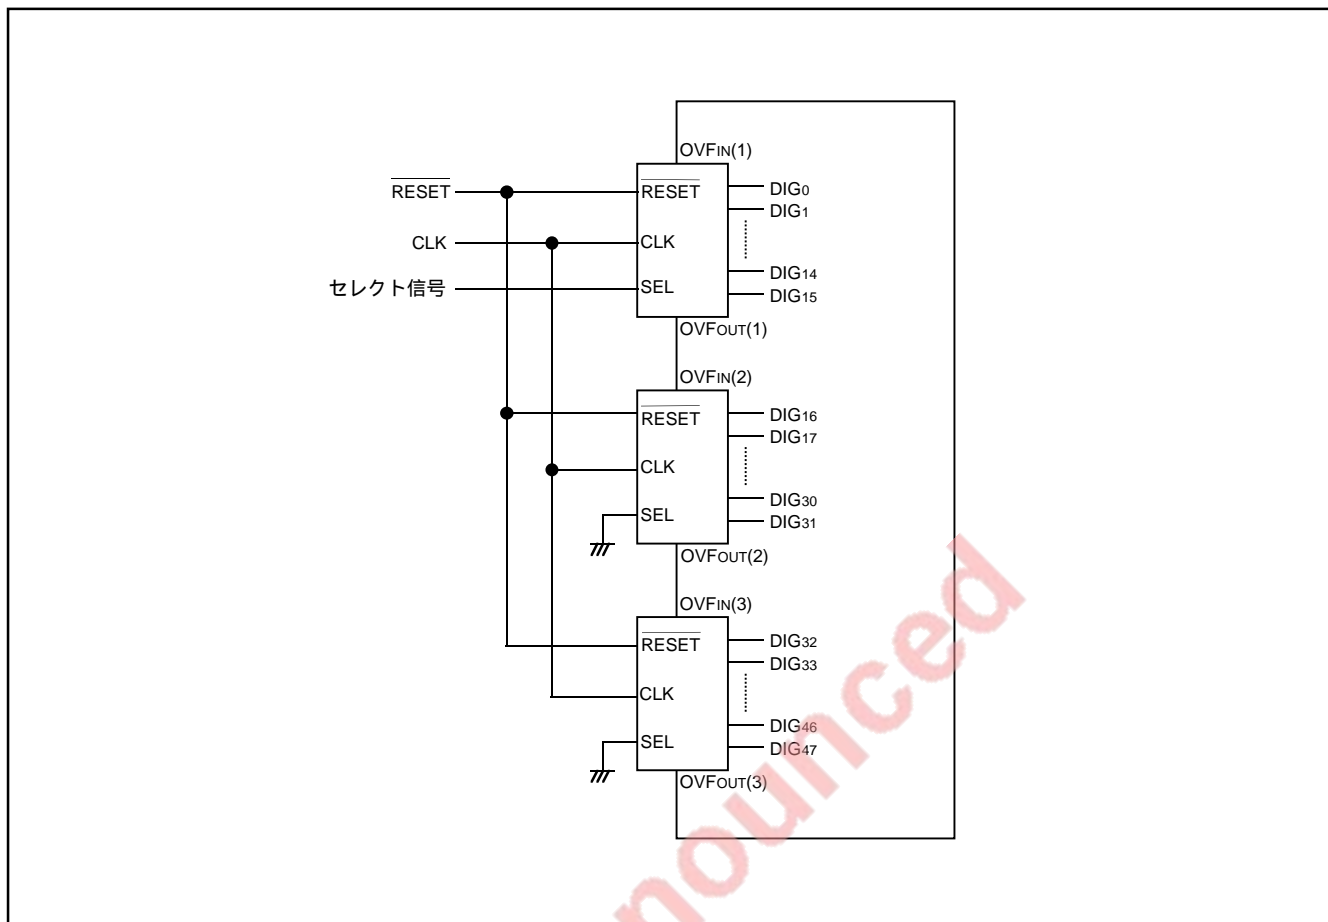 OVFIN(1)
RESET
RESET
DIG0
DIG1
CLK
CLK
DIG14
セレクト信号
SEL
DIG15
OVFOUT(1)
OVFIN(2)
RESET
DIG16
DIG17
CLK
DIG30
SEL
DIG31
OVFOUT(2)
OVFIN(3)
RESET
DIG32
DIG33
CLK
DIG46
SEL
DIG47
OVFOUT(3)
nounced